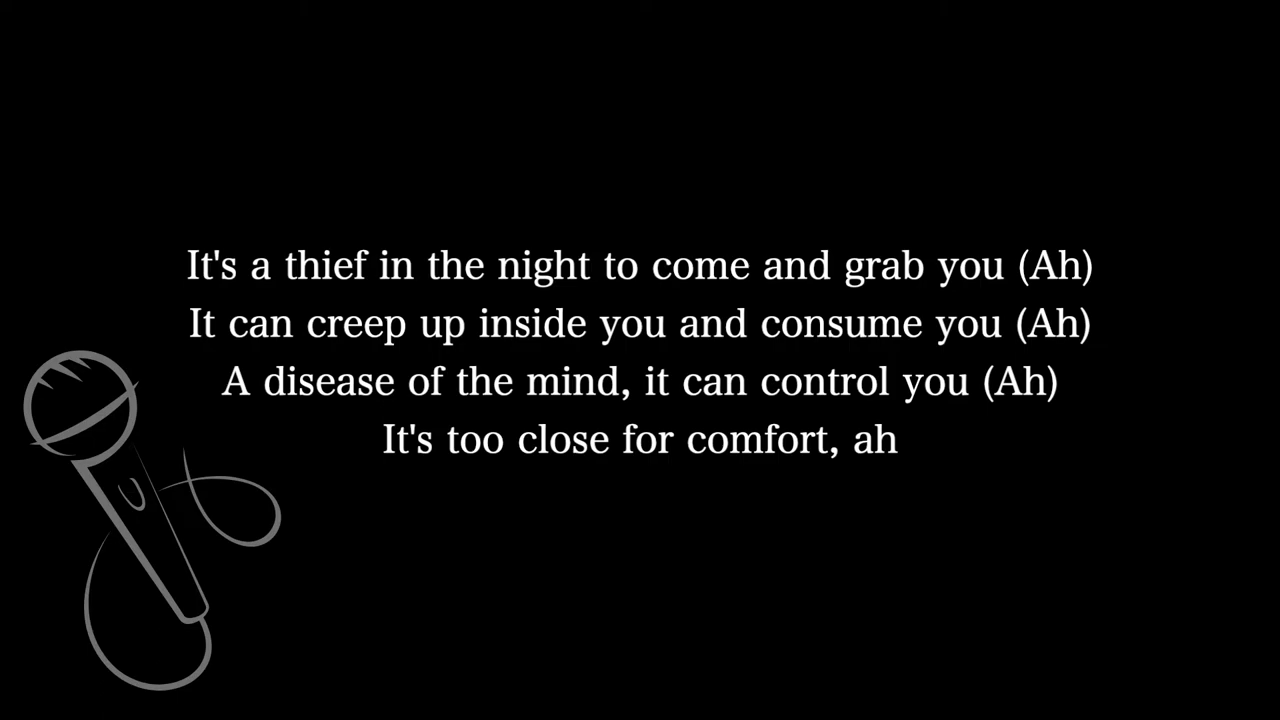 It's a thief in the night to come and grab you (Ah)
It can creep up inside you and consume you (Ah)
A disease of the mind, it can control you (Ah)
It's too close for comfort, ah